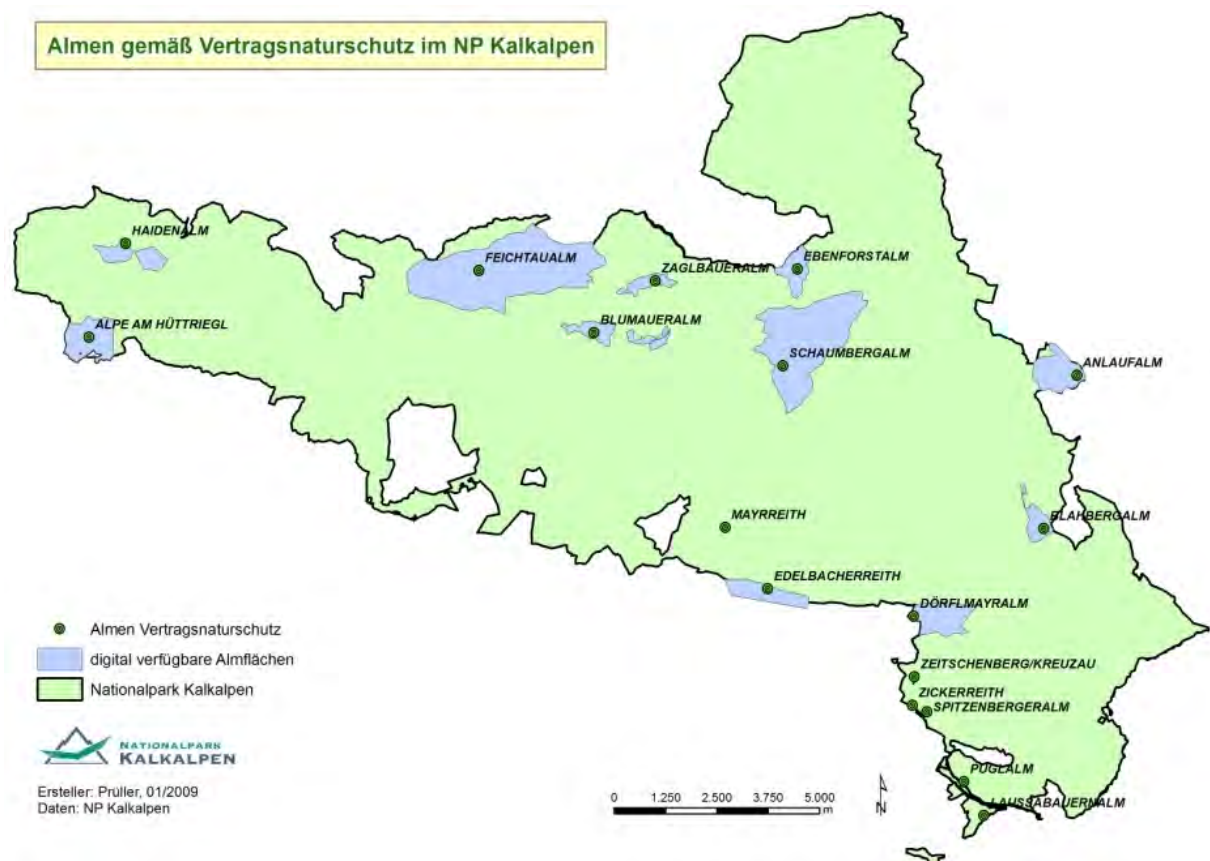 Almen gemäß Vertragsnaturschutz im NP Kalkalpen
HAIDENALM
FEICHTAUALM
ZAGLBAUERALM
EBENFORSTALM
ALPE AM HÜTTRIEGL
BLUMAUERALM
SCHAUMBERGALM
ANLAUFALM
MAYRREITH
BLAHBERGALM
EDELBACHERREITH
DÖRFLMAYRALM
ZEITSCHENBERG/KREUZAU
ZICKERREITH
SPITZENBERGERALM
PUGLALM
LAUSSABAUERNALM
Almen Vertragsnaturschutz
digital verfügbare Almflächen
Nationalpark Kalkalpen
NATIONALPARK
KALKALPEN
Ersteller: Prüller, 01/2009
Daten: NP Kalkalpen
0 1.250 2.500 3.750 5.000
m
N